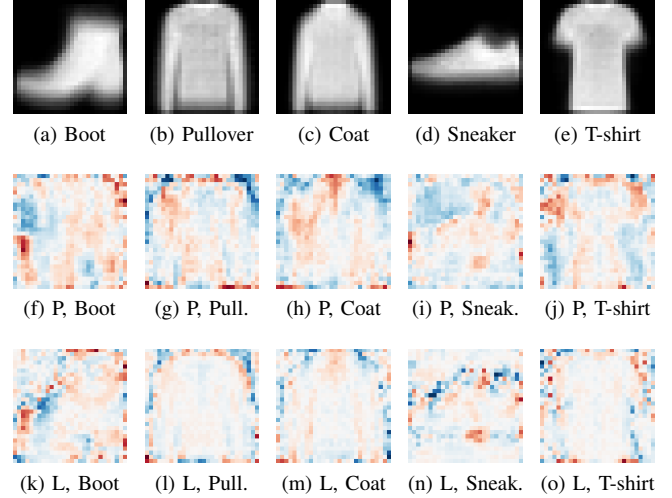 (a) Boot (b) Pullover (c) Coat (d) Sneaker (e) T-shirt
(f) P, Boot (g) P, Pull. (h) P, Coat (i) P, Sneak. (j) P, T-shirt
(k) L, Boot (l) L, Pull. (m) L, Coat (n) L, Sneak. (o) L, T-shirt